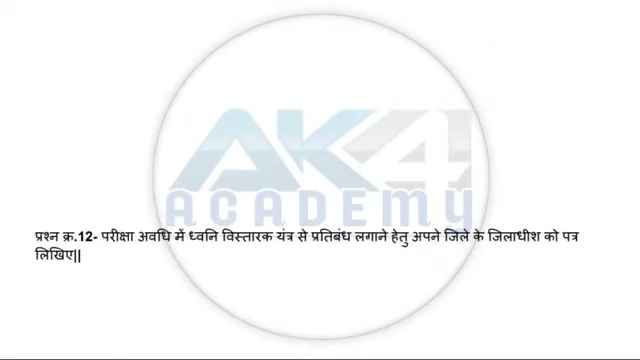 AK4
ACADEMY
प्रश्न क्र.12- परीक्षा अवधि में ध्वनि विस्तारक यंत्र से प्रतिबंध लगाने हेतु अपने जिले के जिलाधीश को पत्र
लिखिए||